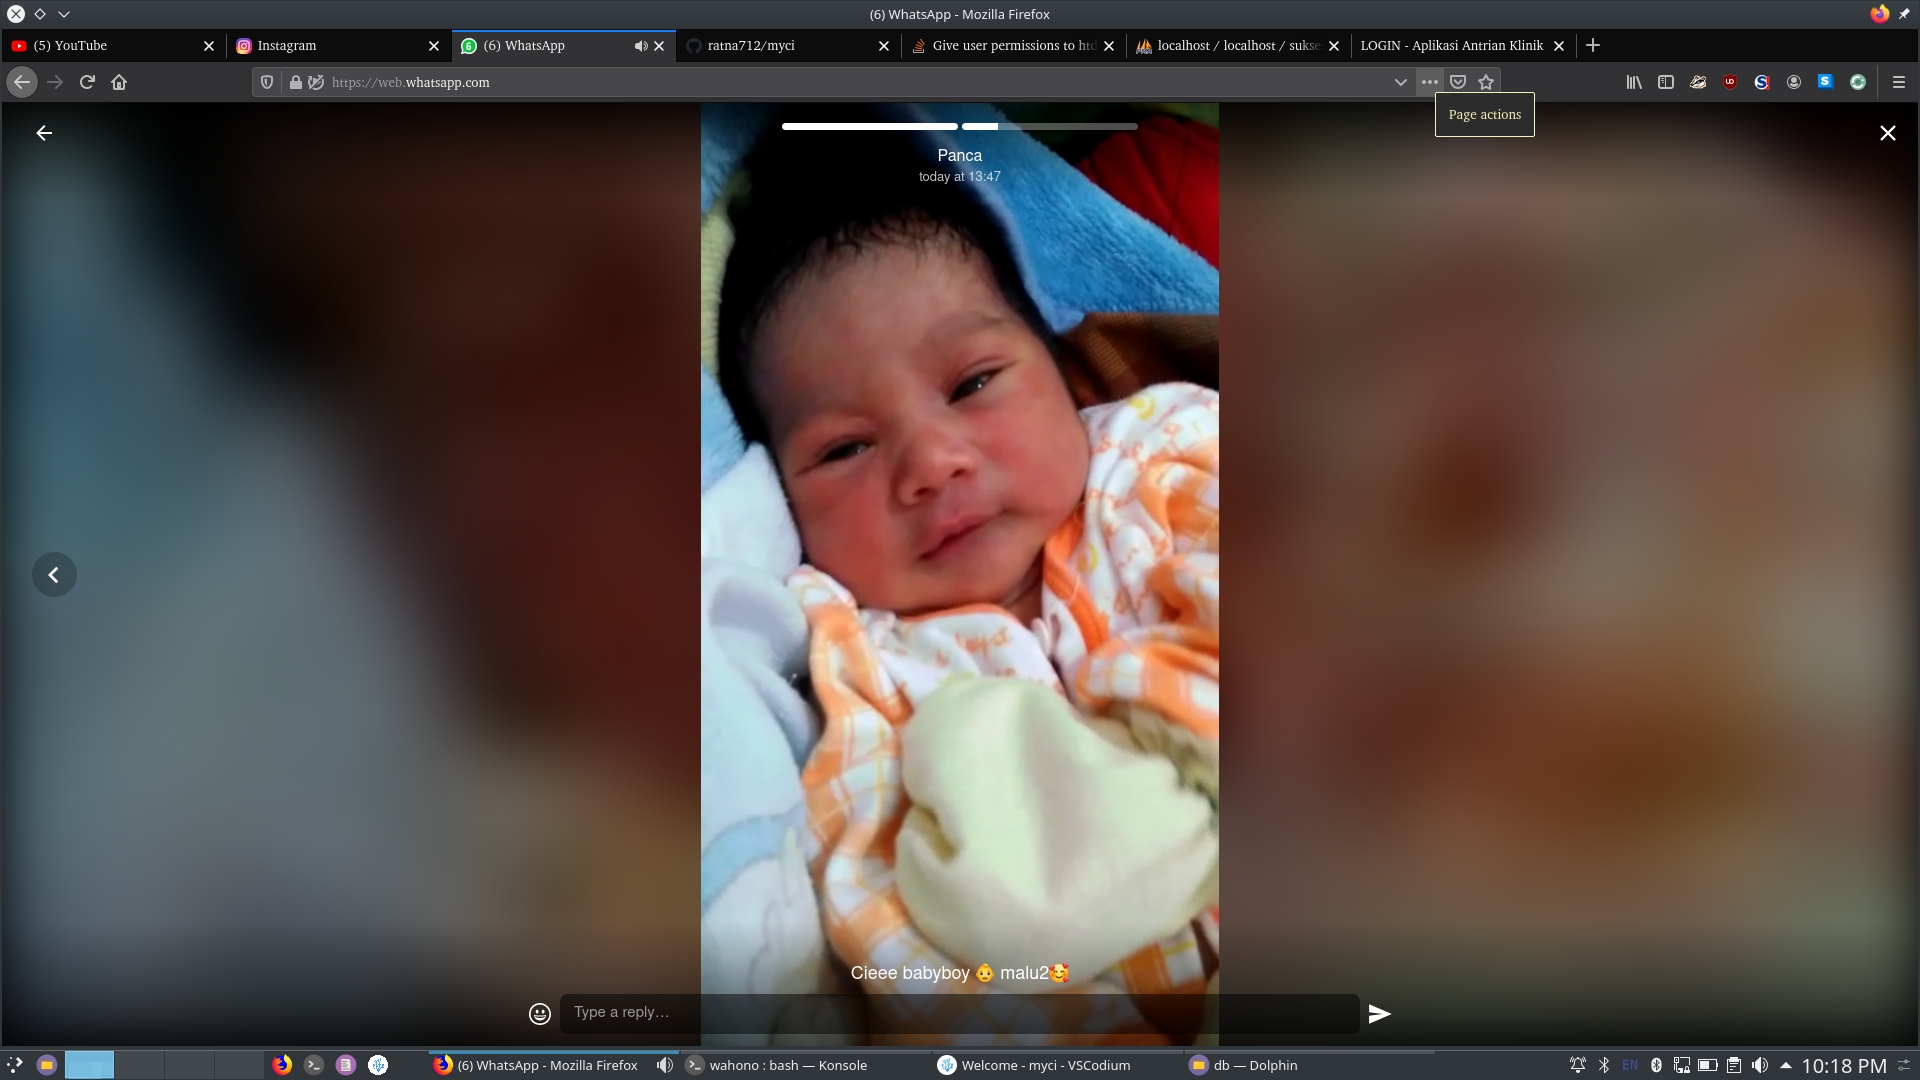 (6) WhatsApp - Mozilla Firefox
(5) YouTube
Instagram
(6) WhatsApp
ratna712/myci
Give user permissions to htd
localhost / localhost / sukse
LOGIN - Aplikasi Antrian Klinik
https://web.whatsapp.com
Page actions
Panca
today at 13:47
Cieee babyboy 👶 malu2🥰
Type a reply...
(6) WhatsApp - Mozilla Firefox
wahono : bash — Konsole
Welcome - myci - VSCodium
db — Dolphin
EN
10:18 PM